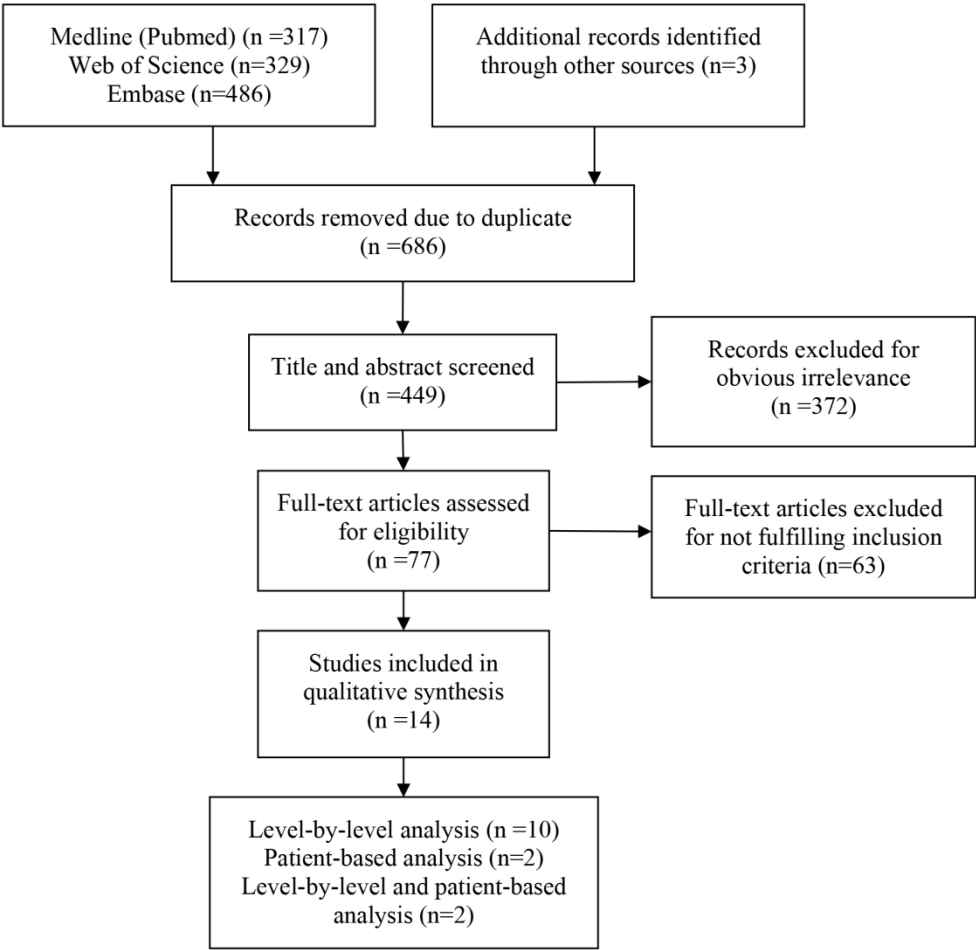 Medline (Pubmed) (n =317)
Web of Science (n=329)
Embase (n=486)
Additional records identified
through other sources (n=3)
Records removed due to duplicate
(n =686)
Title and abstract screened
(n =449)
Records excluded for
obvious irrelevance
(n =372)
Full-text articles assessed
for eligibility
(n =77)
Full-text articles excluded
for not fulfilling inclusion
criteria (n=63)
Studies included in
qualitative synthesis
(n =14)
Level-by-level analysis (n =10)
Patient-based analysis (n=2)
Level-by-level and patient-based
analysis (n=2)